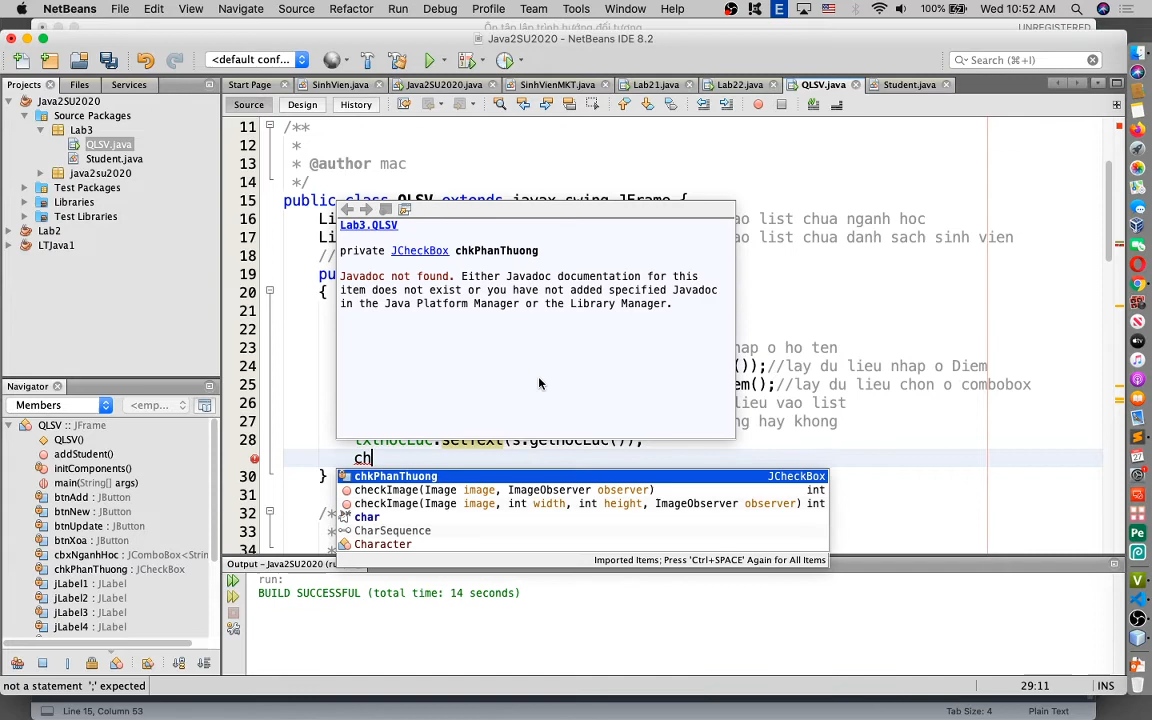 NetBeans File Edit View Navigate Source Refactor Run Debug Profile Team Tools Window Help 100% Wed 10:52 AM
Ôn tập lập trình hướng đối tượng UNREGISTERED
Java2SU2020 - NetBeans IDE 8.2
<default conf... Search (⌘+I)
Projects Files Services Start Page SinhVien.java Java2SU2020.java SinhVienMKT.java Lab21.java Lab22.java QLSV.java Student.java
Source Design History
Java2SU2020
Source Packages
Lab3
QLSV.java
Student.java
java2su2020
Test Packages
Libraries
Test Libraries
Lab2
LTJava1
11 /**
12 *
13 * @author mac
14 */
15 public class QLSV extends javax.swing.JFrame {
16 Li ao list chua nganh hoc
17 Li ao list chua danh sach sinh vien
18 //
19 pu
20 {
21
22
23 hap o ho ten
24 ());//lay du lieu nhap o Diem
25 em();//lay du lieu chon o combobox
26 lieu vao list
27 ng hay khong
28 txtHocLuc.setText(s.getHocLuc());
ch
30 }
31
32 /*
33
34
Lab3.QLSV
private JCheckBox chkPhanThuong
Javadoc not found. Either Javadoc documentation for this
item does not exist or you have not added specified Javadoc
in the Java Platform Manager or the Library Manager.
chkPhanThuong JCheckBox
checkImage(Image image, ImageObserver observer) int
checkImage(Image image, int width, int height, ImageObserver observer) int
char
CharSequence
Character
Imported Items; Press 'Ctrl+SPACE' Again for All Items
Navigator
Members <emp...
QLSV :: JFrame
QLSV()
addStudent()
initComponents()
main(String[] args)
btnAdd : JButton
btnNew : JButton
btnUpdate : JButton
btnXoa : JButton
cbxNganhHoc : JComboBox<String
chkPhanThuong : JCheckBox
jLabel1 : JLabel
jLabel2 : JLabel
jLabel3 : JLabel
jLabel4 : JLabel
Output - Java2SU2020 (ru
run:
BUILD SUCCESSFUL (total time: 14 seconds)
not a statement ';' expected 29:11 INS
Line 15, Column 53 Tab Size: 4 Plain Text